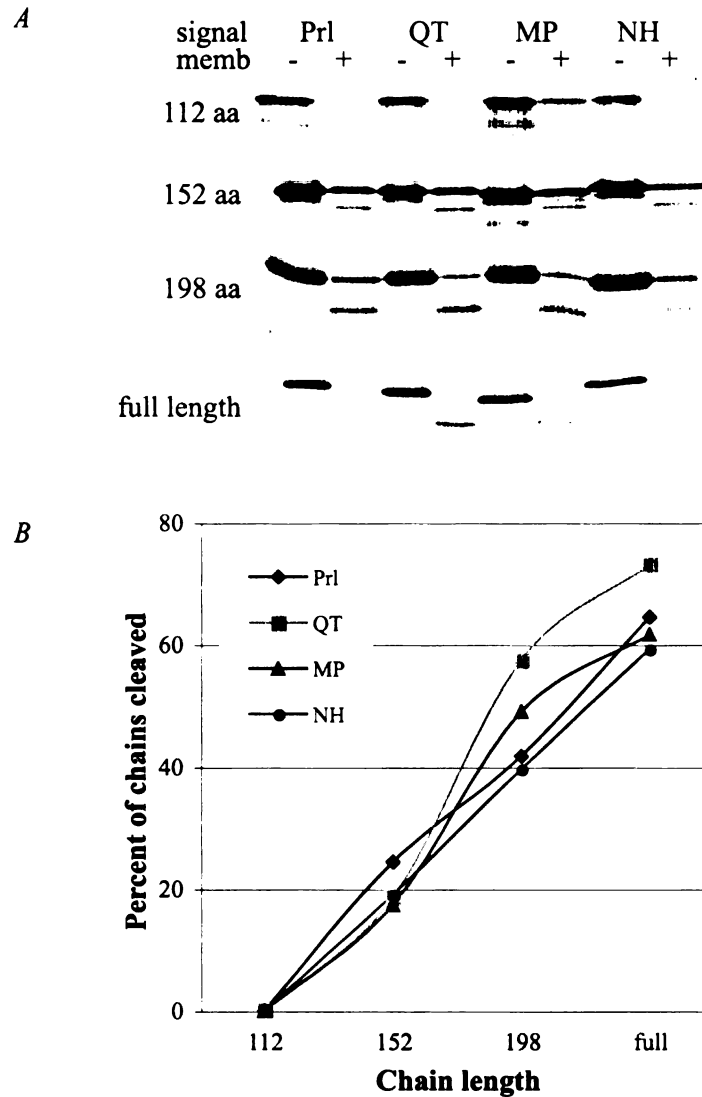 A
signal Prl QT MP NH
memb - + - + - + - +
112 aa
152 aa
198 aa
full length
B
80
60
40
20
0
Prl
QT
MP
NH
Percent of chains cleaved
112 152 198 full
Chain length